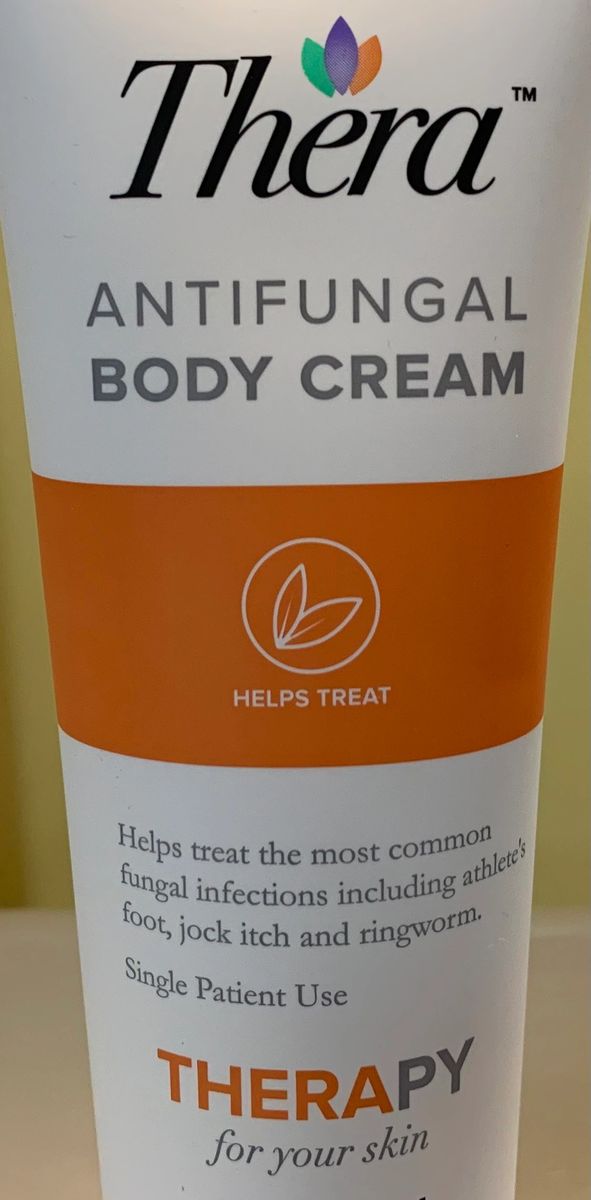 Thera™
ANTIFUNGAL
BODY CREAM
HELPS TREAT
Helps treat the most common
fungal infections including athlete's
foot, jock itch and ringworm.
Single Patient Use
THERAPY
for your skin